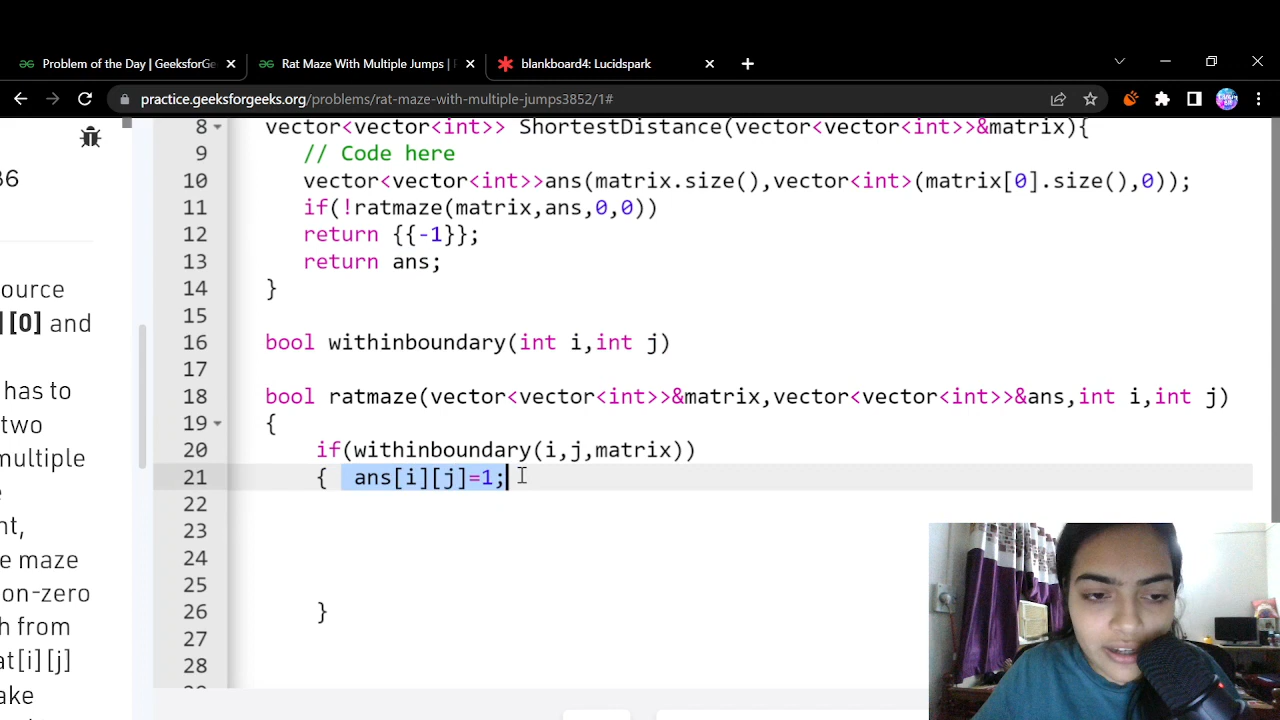 Problem of the Day | GeeksforGe
Rat Maze With Multiple Jumps |
blankboard4: Lucidspark
practice.geeksforgeeks.org/problems/rat-maze-with-multiple-jumps3852/1#
36
ource
][0] and
has to
two
multiple
nt,
e maze
on-zero
h from
at[i][j]
ake
8 vector<vector<int>> ShortestDistance(vector<vector<int>>&matrix){
9 // Code here
10 vector<vector<int>>ans(matrix.size(),vector<int>(matrix[0].size(),0));
11 if(!ratmaze(matrix,ans,0,0))
12 return {{-1}};
13 return ans;
14 }
15
16 bool withinboundary(int i,int j)
17
18 bool ratmaze(vector<vector<int>>&matrix,vector<vector<int>>&ans,int i,int j)
19 {
20 if(withinboundary(i,j,matrix))
21 { ans[i][j]=1;
22
23
24
25
26 }
27
28